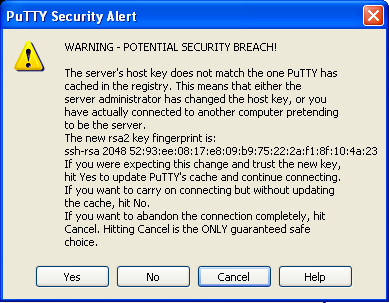 PuTTY Security Alert
WARNING - POTENTIAL SECURITY BREACH!
The server's host key does not match the one PuTTY has
cached in the registry. This means that either the
server administrator has changed the host key, or you
have actually connected to another computer pretending
to be the server.
The new rsa2 key fingerprint is:
ssh-rsa 2048 52:93:ee:08:17:e8:09:b9:75:22:2a:f1:8f:10:4a:23
If you were expecting this change and trust the new key,
hit Yes to update PuTTY's cache and continue connecting.
If you want to carry on connecting but without updating
the cache, hit No.
If you want to abandon the connection completely, hit
Cancel. Hitting Cancel is the ONLY guaranteed safe
choice.
Yes
No
Cancel
Help